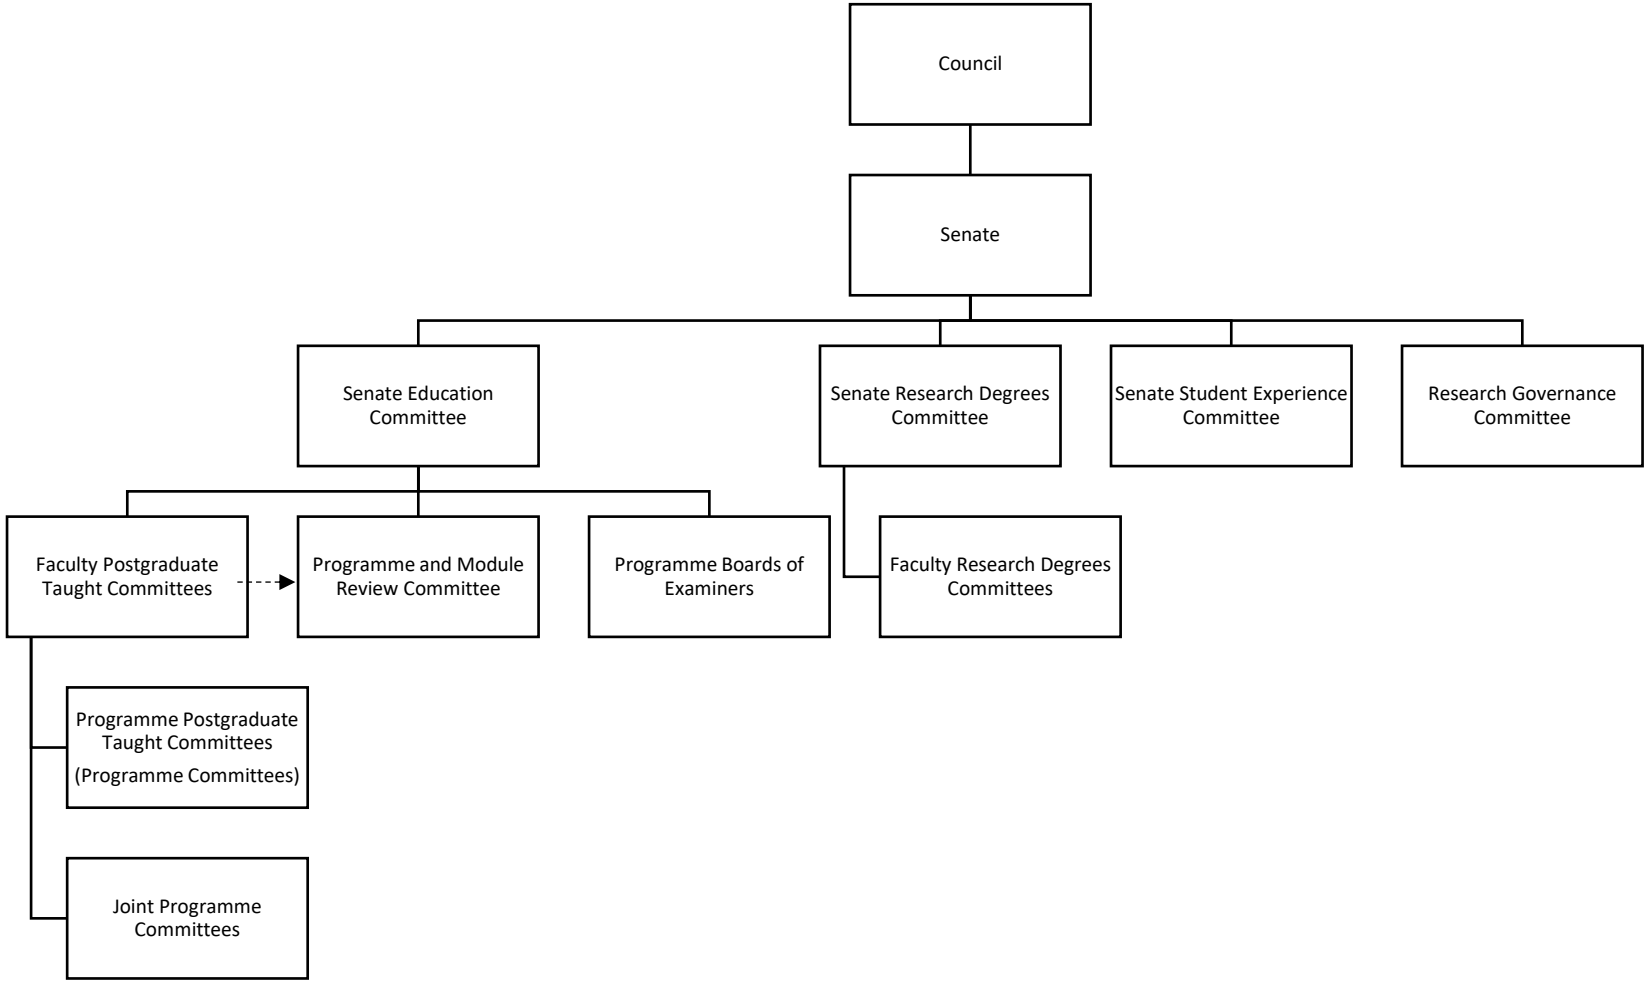 Council
Senate
Senate Education
Committee
Senate Research Degrees
Committee
Senate Student Experience
Committee
Research Governance
Committee
Faculty Postgraduate
Taught Committees
Programme and Module
Review Committee
Programme Boards of
Examiners
Faculty Research Degrees
Committees
Programme Postgraduate
Taught Committees
(Programme Committees)
Joint Programme
Committees